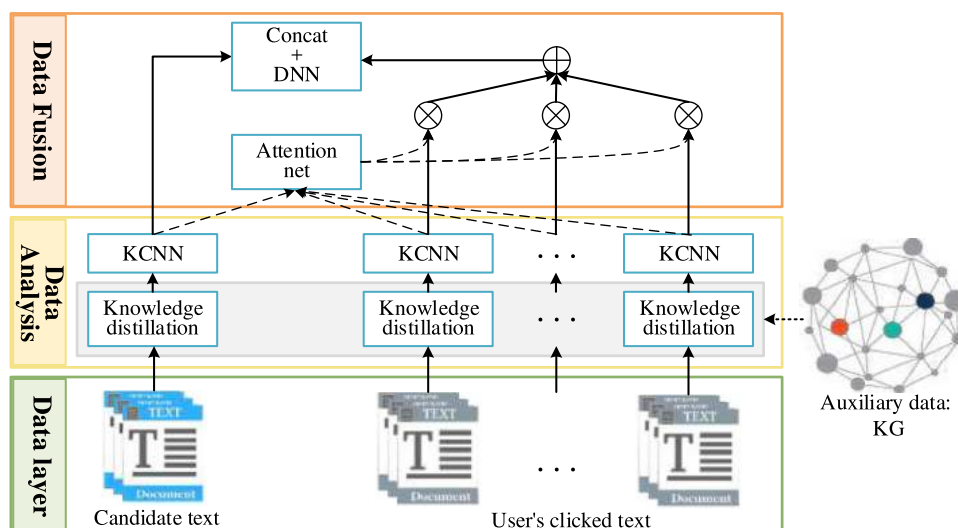 Data Fusion
Concat
+
DNN
Attention
net
Data
Analysis
KCNN
KCNN
. . .
KCNN
Knowledge
distillation
Knowledge
distillation
. . .
Knowledge
distillation
Auxiliary data:
KG
Data layer
TEXT
T
Document
TEXT
T
Document
. . .
TEXT
T
Document
Candidate text
User's clicked text